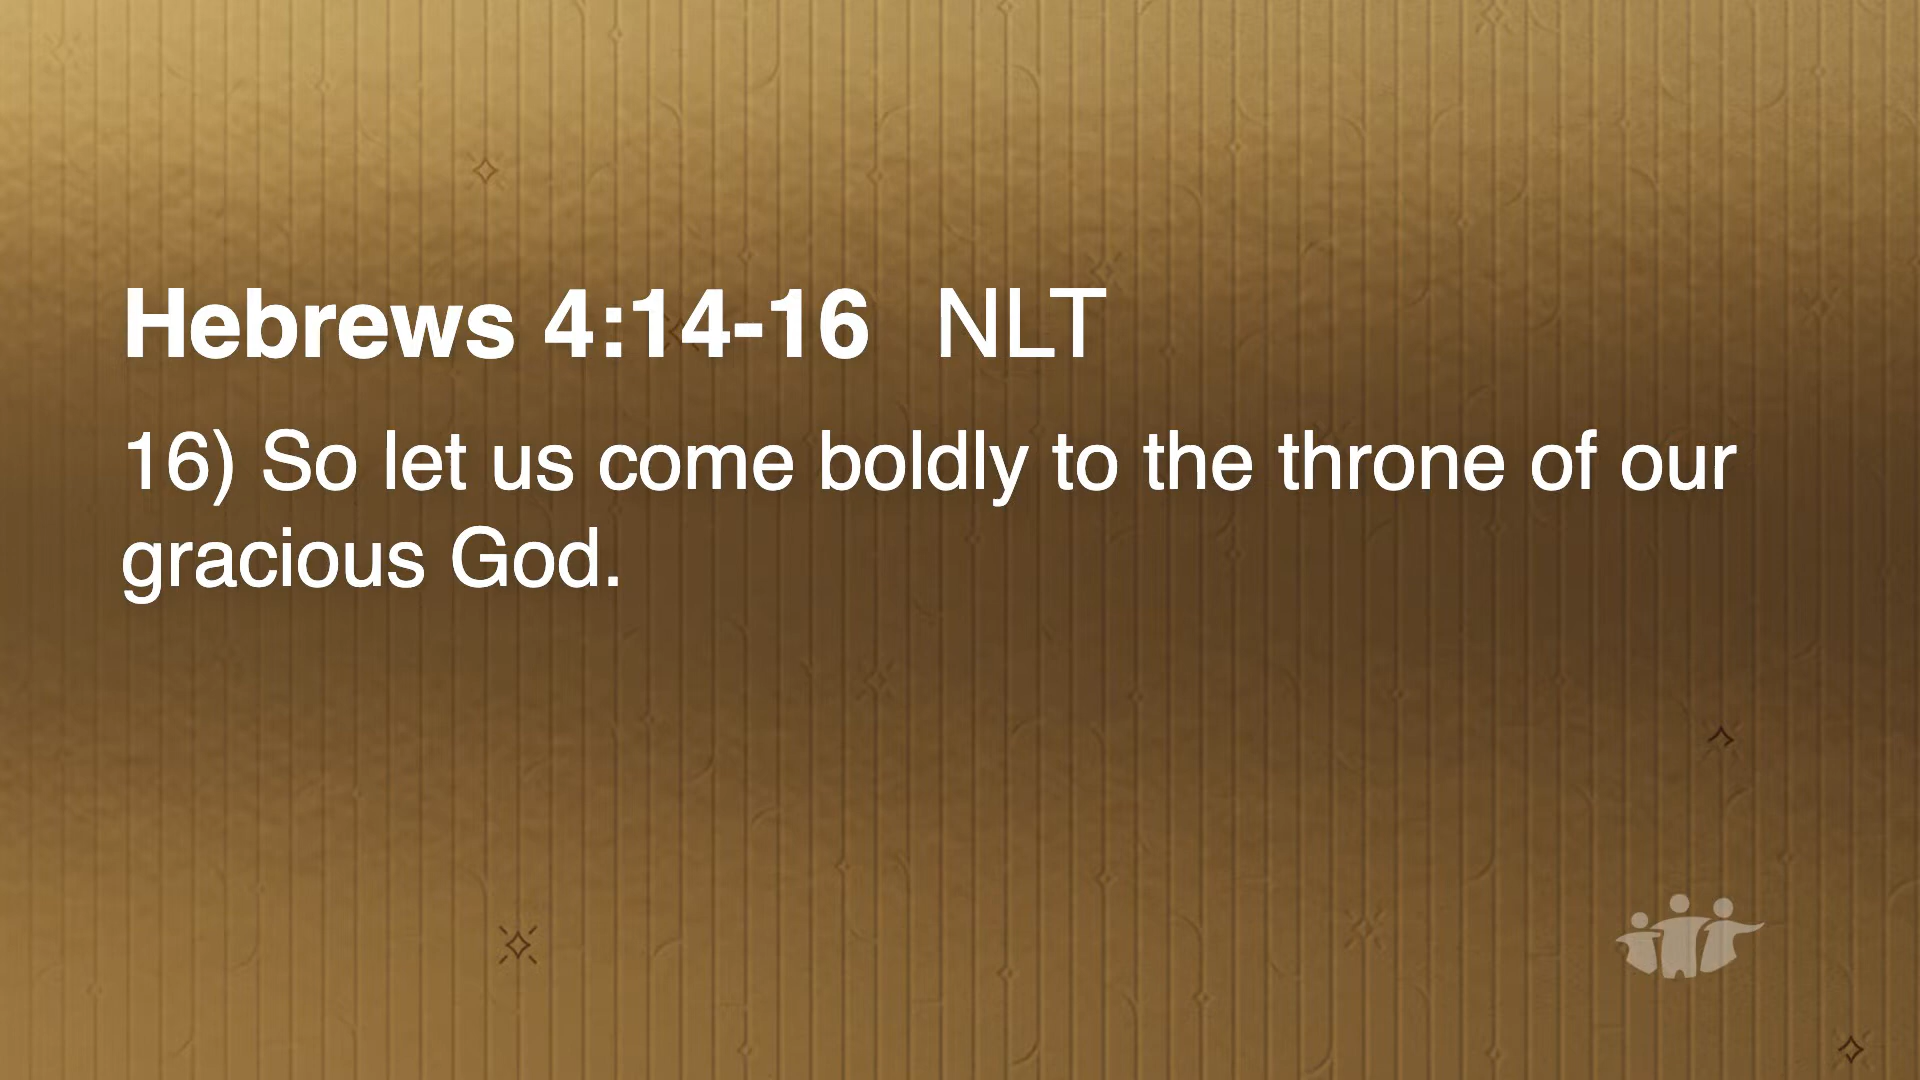 Hebrews 4:14-16 NLT
16) So let us come boldly to the throne of our
gracious God.